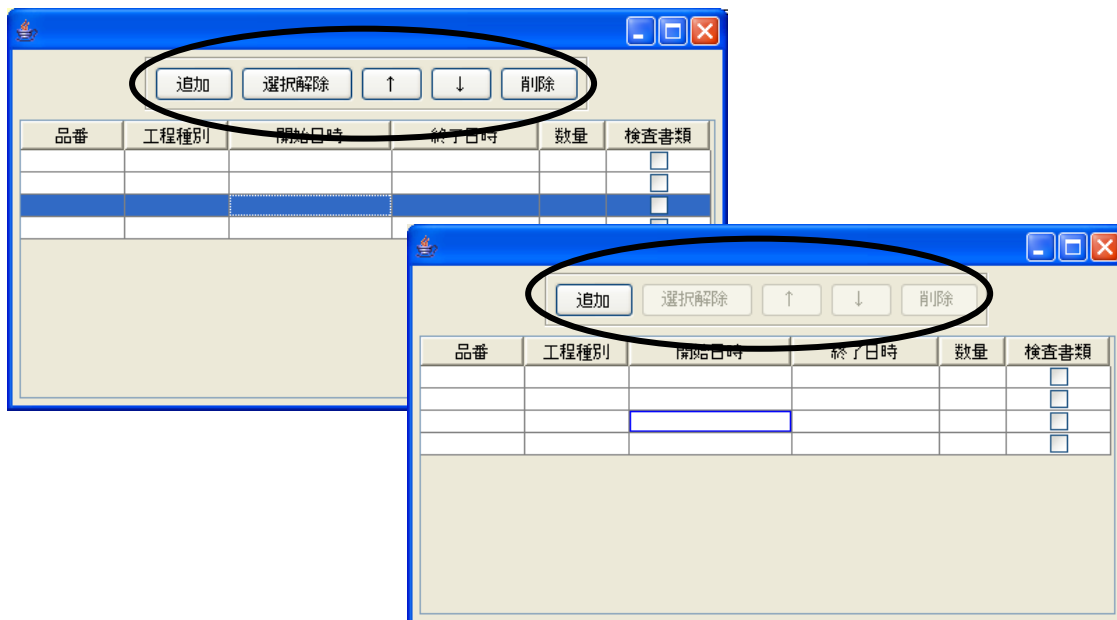 追加 選択解除 ↑ ↓ 削除
品番 工程種別 開始日時 終了日時 数量 検査書類
追加 選択解除 ↑ ↓ 削除
品番 工程種別 開始日時 終了日時 数量 検査書類